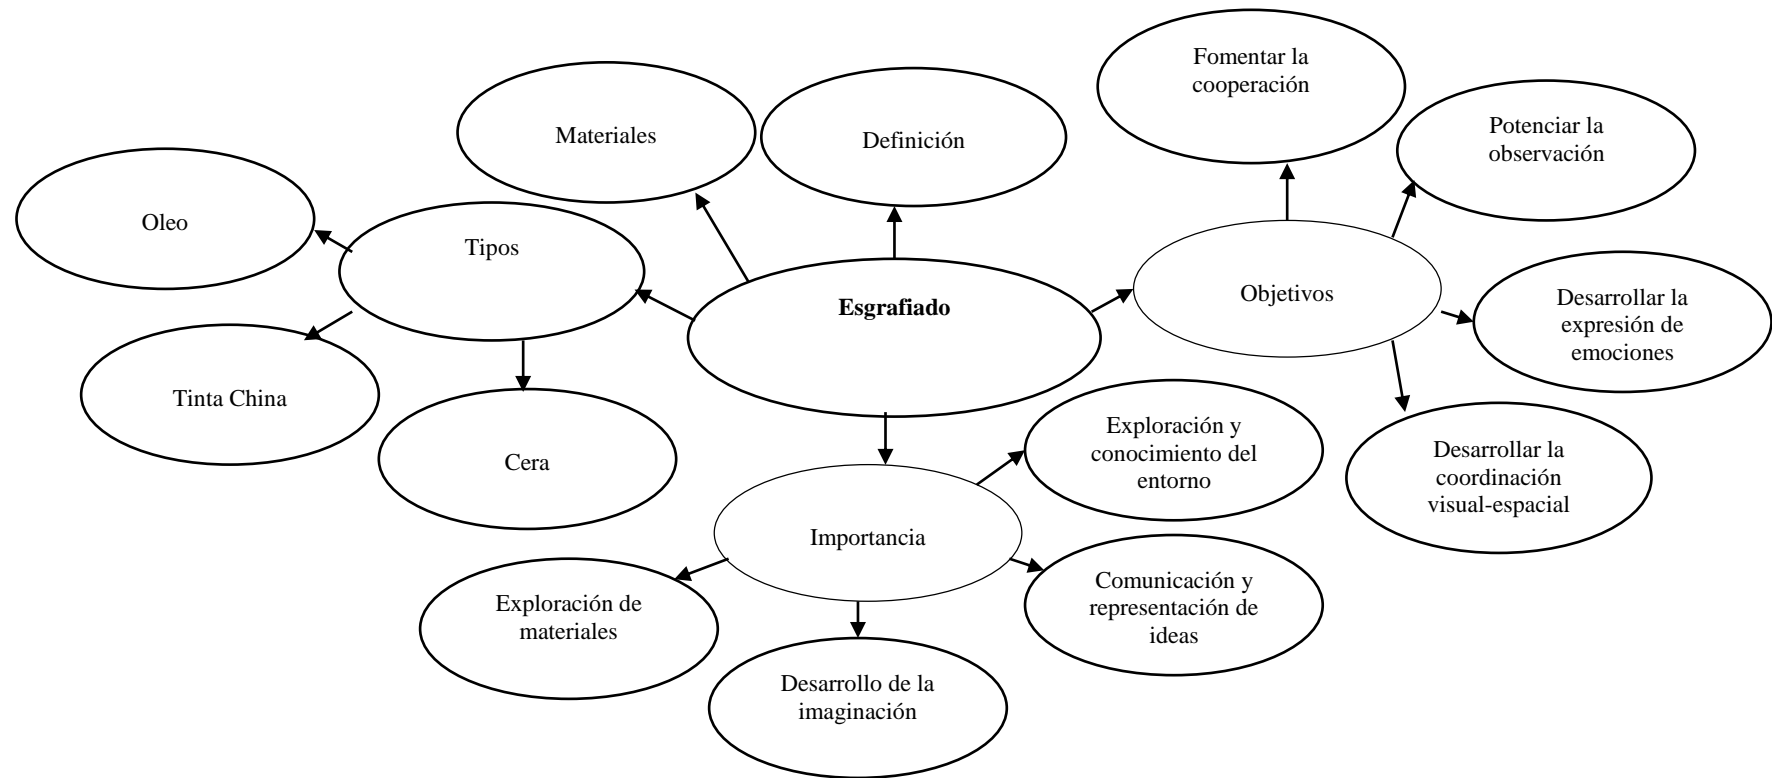 Fomentar la
cooperación
Materiales
Definición
Potenciar la
observación
Oleo
Tipos
Esgrafiado
Objetivos
Desarrollar la
expresión de
emociones
Tinta China
Cera
Exploración y
conocimiento del
entorno
Desarrollar la
coordinación
visual-espacial
Importancia
Exploración de
materiales
Comunicación y
representación de
ideas
Desarrollo de la
imaginación